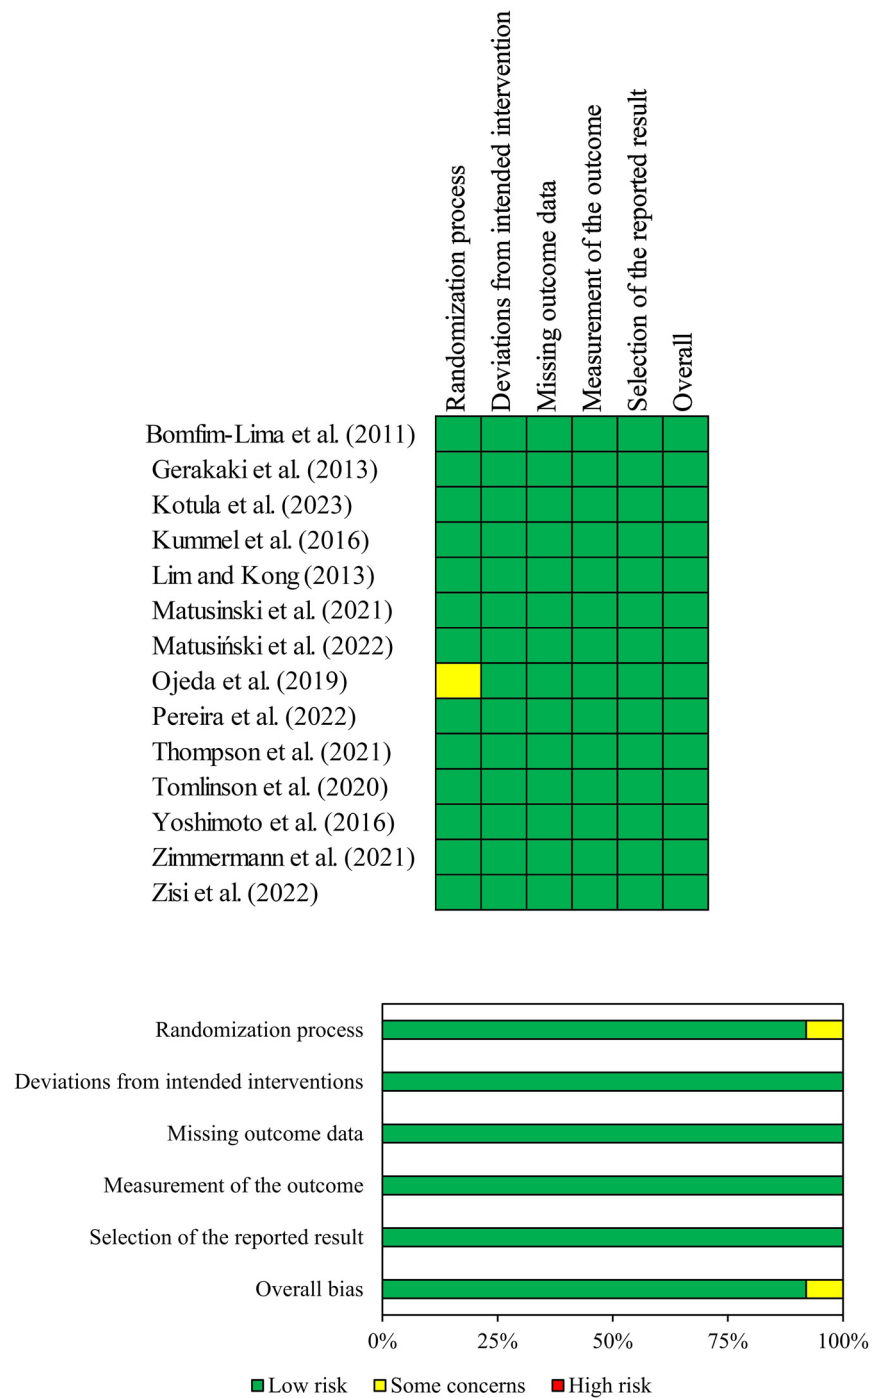 Randomization process
Deviations from intended intervention
Missing outcome data
Measurement of the outcome
Selection of the reported result
Overall
Bomfim-Lima et al. (2011)
Gerakaki et al. (2013)
Kotula et al. (2023)
Kummel et al. (2016)
Lim and Kong (2013)
Matusinski et al. (2021)
Matusiński et al. (2022)
Ojeda et al. (2019)
Pereira et al. (2022)
Thompson et al. (2021)
Tomlinson et al. (2020)
Yoshimoto et al. (2016)
Zimmermann et al. (2021)
Zisi et al. (2022)
Randomization process
Deviations from intended interventions
Missing outcome data
Measurement of the outcome
Selection of the reported result
Overall bias
0% 25% 50% 75% 100%
Low risk Some concerns High risk